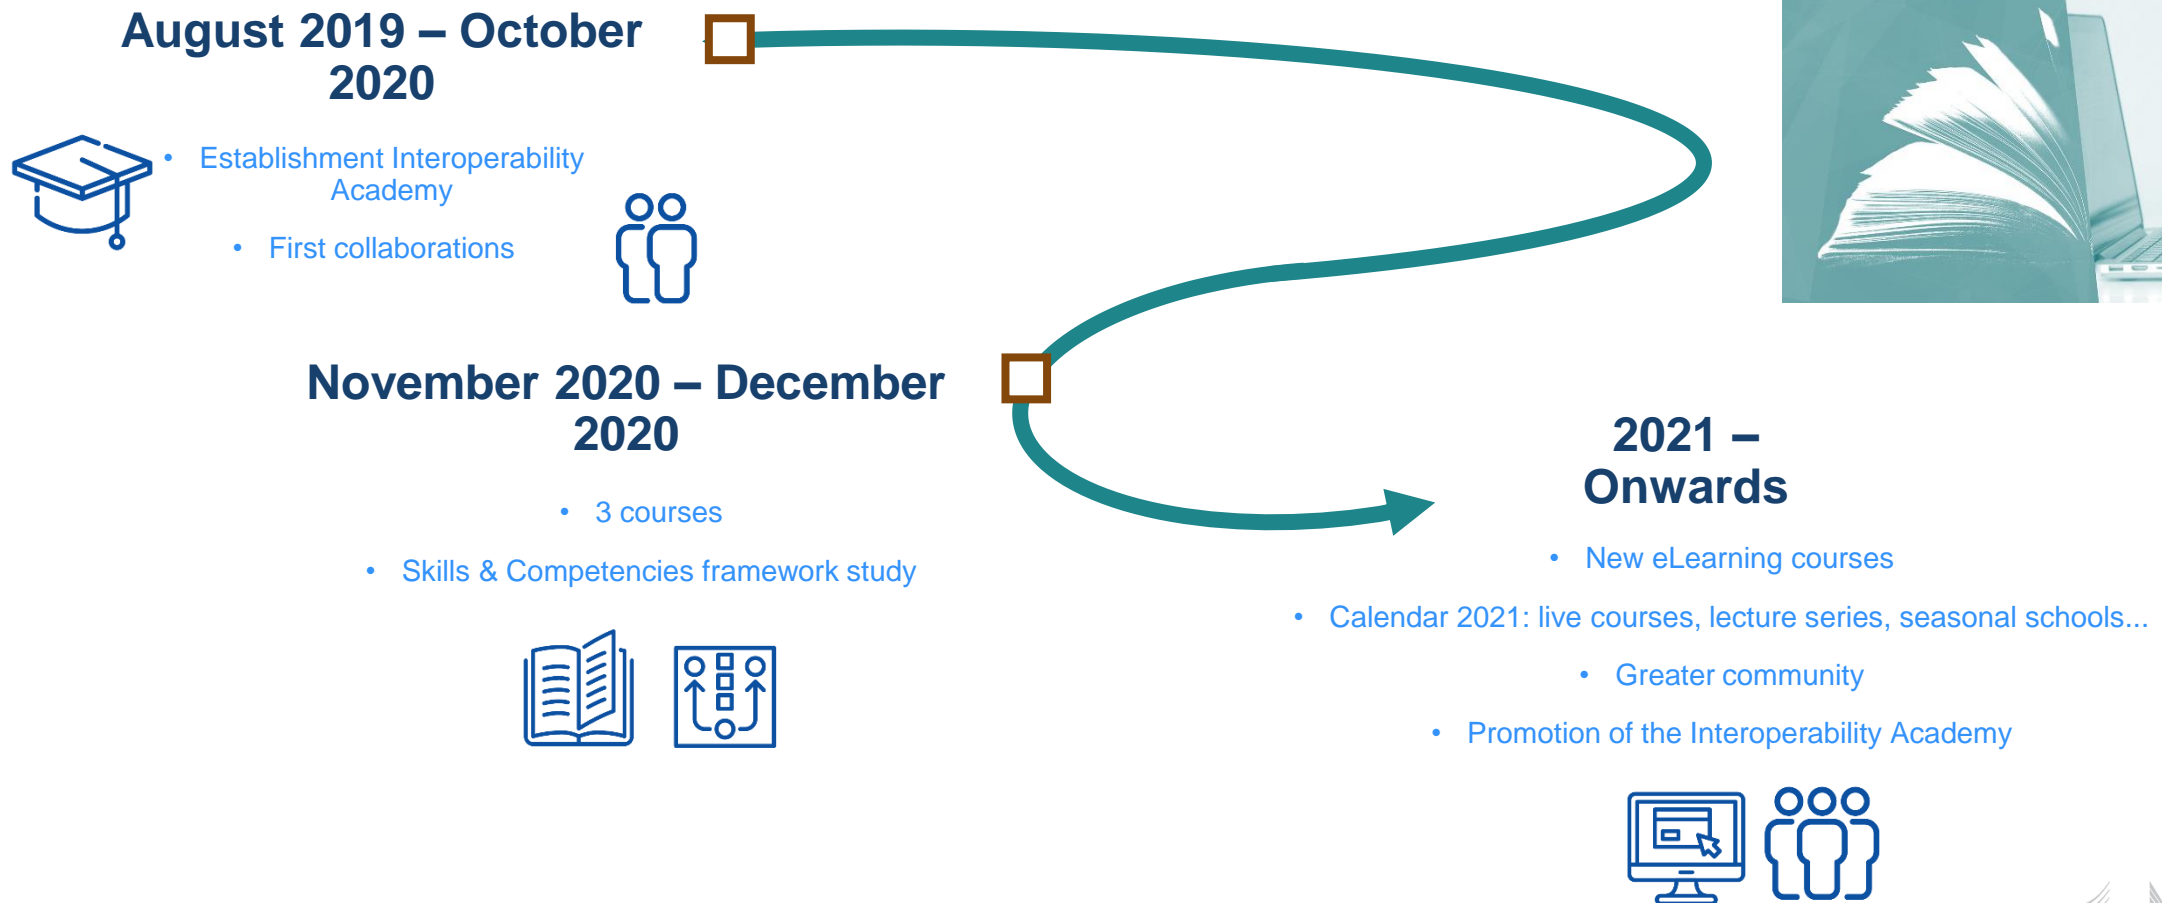 August 2019 – October
2020
• Establishment Interoperability
Academy
• First collaborations
November 2020 – December
2020
• 3 courses
• Skills & Competencies framework study
2021 –
Onwards
• New eLearning courses
• Calendar 2021: live courses, lecture series, seasonal schools...
• Greater community
• Promotion of the Interoperability Academy